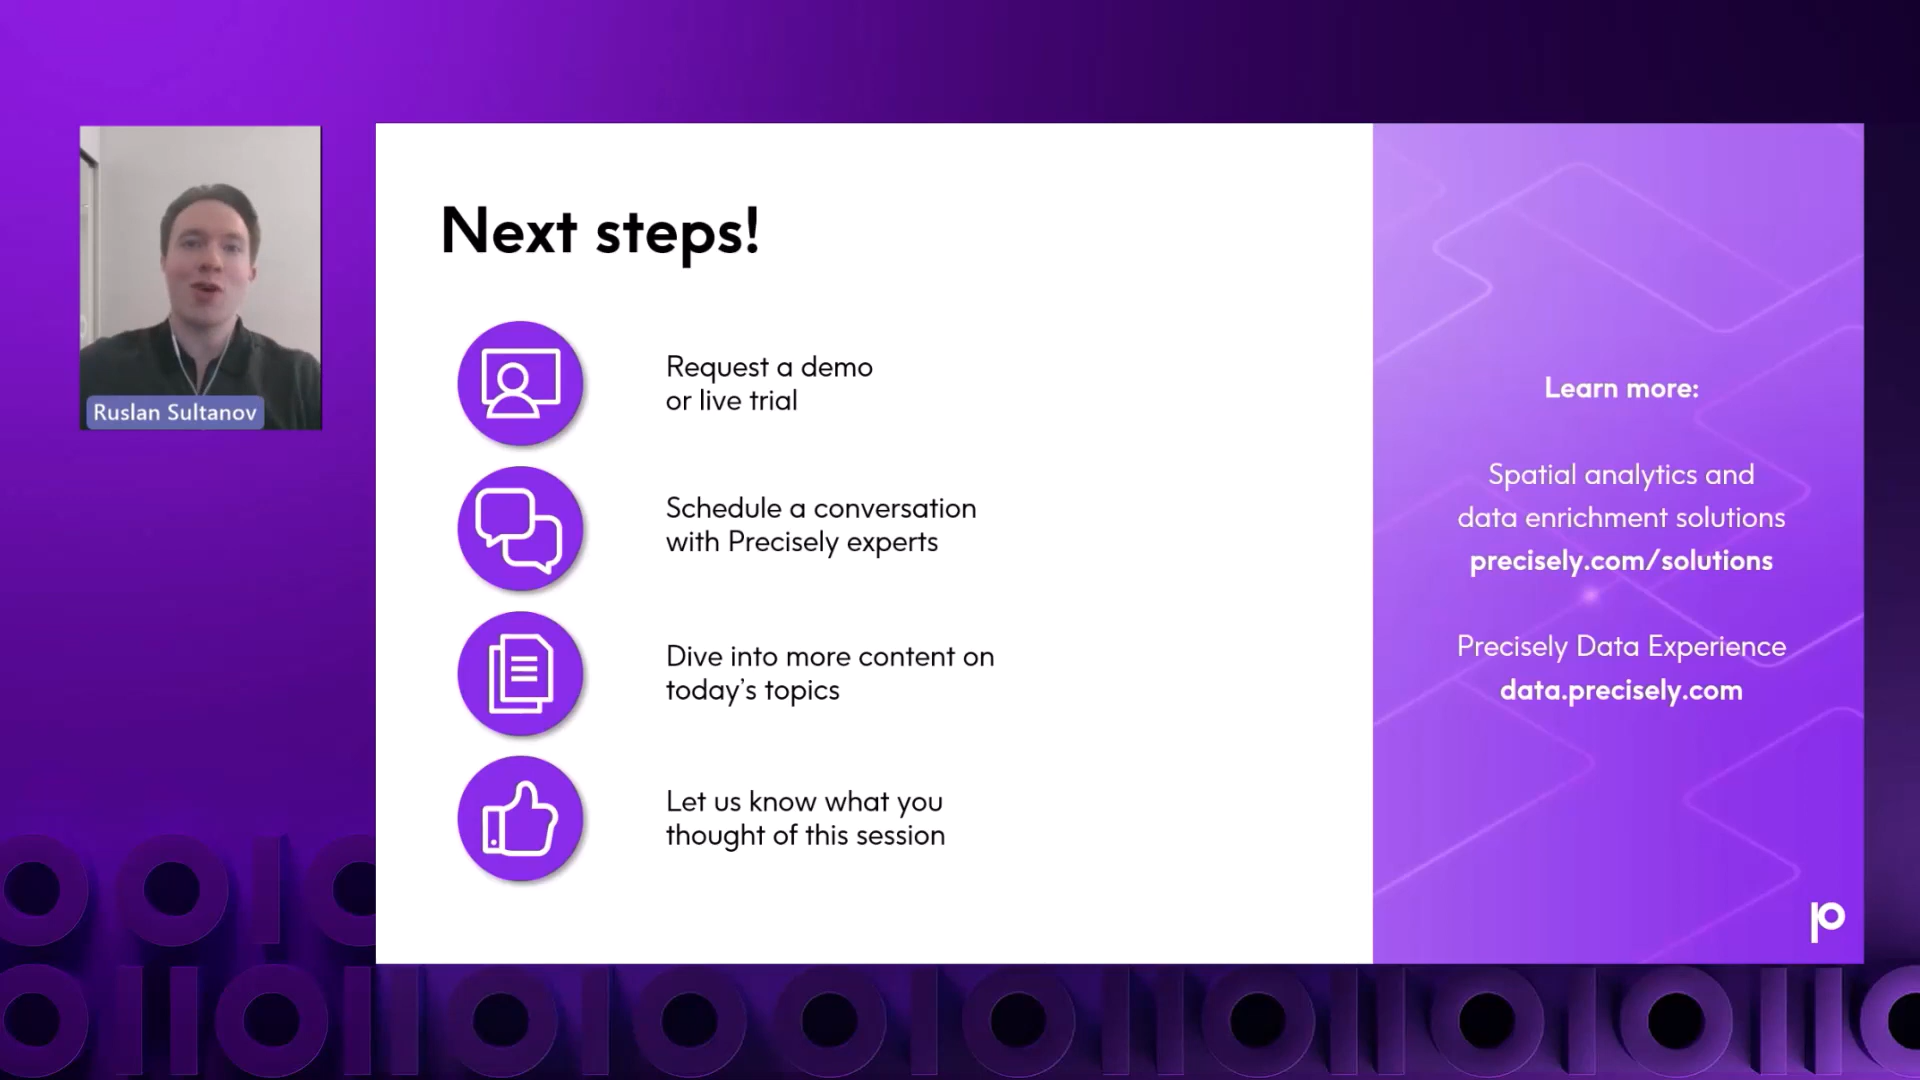 Ruslan Sultanov
Next steps!
Request a demo
or live trial
Schedule a conversation
with Precisely experts
Dive into more content on
today's topics
Let us know what you
thought of this session
Learn more:
Spatial analytics and
data enrichment solutions
precisely.com/solutions
Precisely Data Experience
data.precisely.com
p